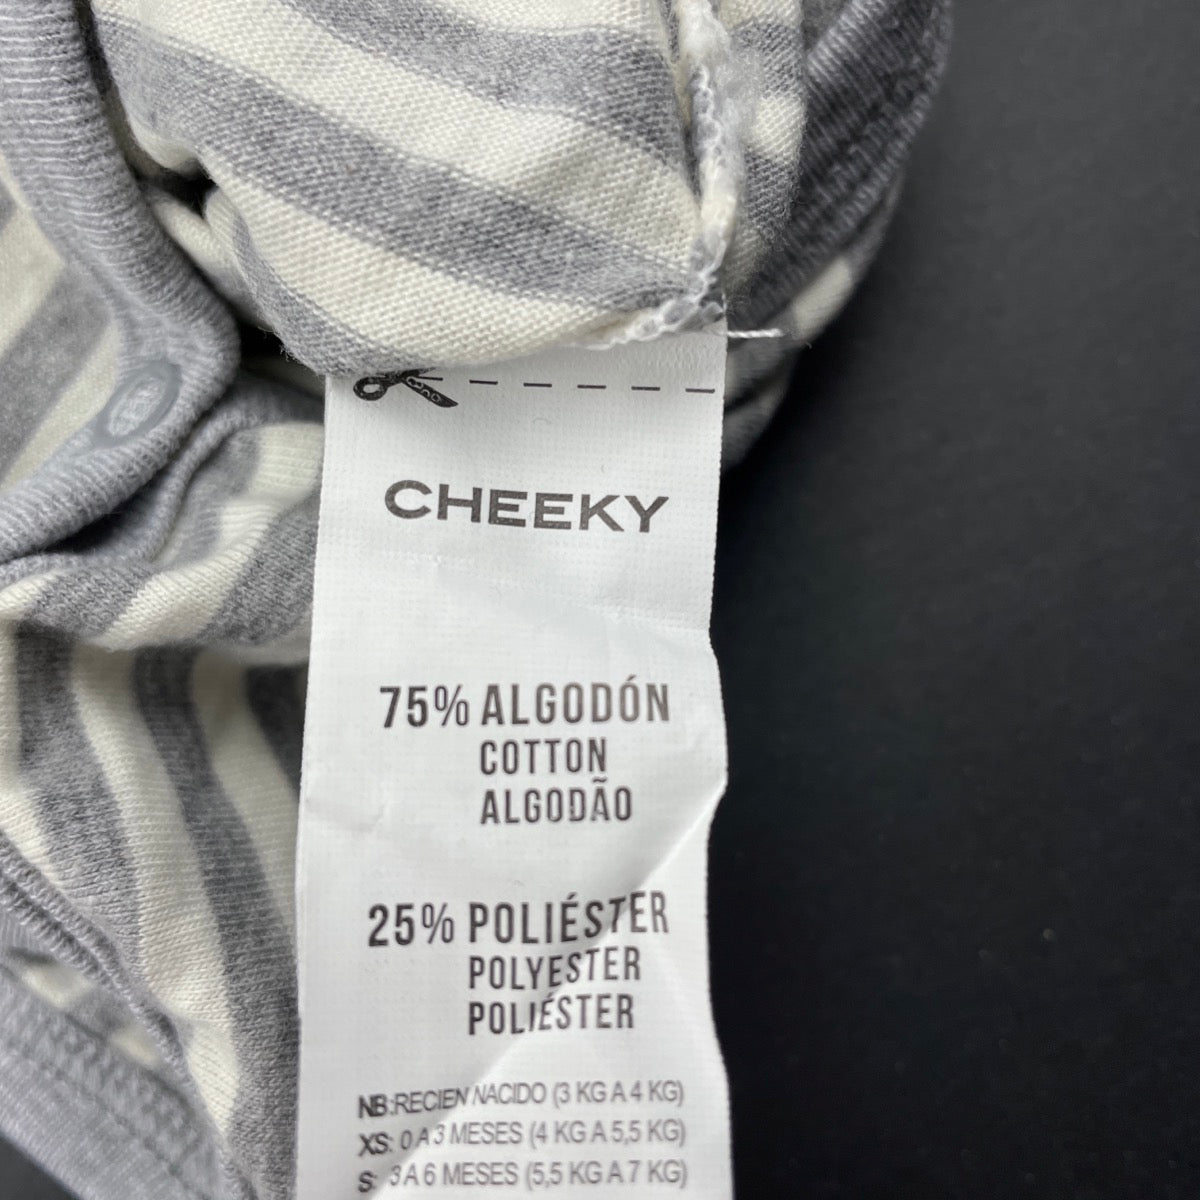 CHEEKY
75% ALGODÓN
COTTON
ALGODÃO
25% POLIÉSTER
POLYESTER
POLIÉSTER
NB:RECIEN NACIDO (3 KG A 4 KG)
XS: 0 A 3 MESES (4 KG A 5,5 KG)
S: 3 A 6 MESES (5,5 KG A 7 KG)